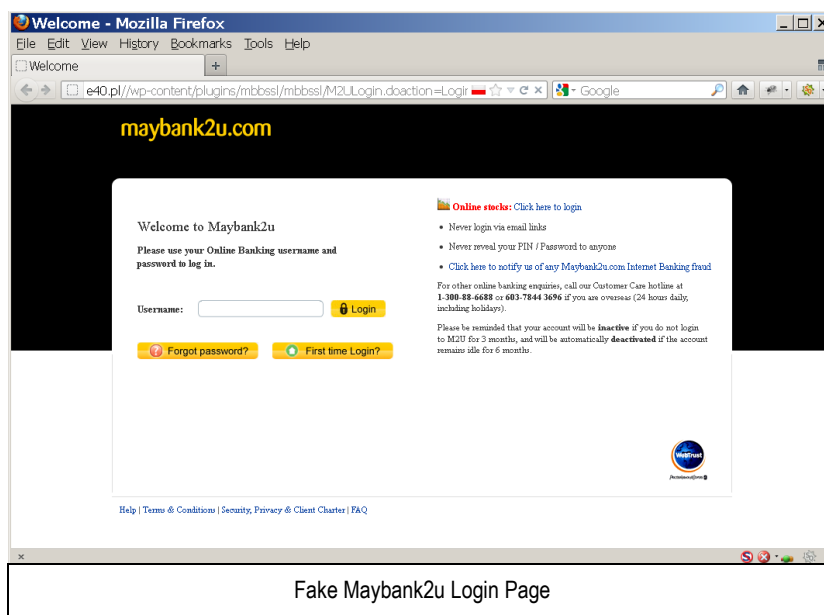 Welcome - Mozilla Firefox
File Edit View History Bookmarks Tools Help
Welcome +
e40.pl//wp-content/plugins/mbbssl/mbbssl/M2ULogin.doaction=Login Google
maybank2u.com
Welcome to Maybank2u
Please use your Online Banking username and
password to log in.
Username: Login
Forgot password? First time Login?
Online stocks: Click here to login
• Never login via email links
• Never reveal your PIN / Password to anyone
• Click here to notify us of any Maybank2u.com Internet Banking fraud
For other online banking enquiries, call our Customer Care hotline at
1-300-88-6688 or 603-7844 3696 if you are overseas (24 hours daily,
including holidays).
Please be reminded that your account will be inactive if you do not login
to M2U for 3 months, and will be automatically deactivated if the account
remains idle for 6 months.
WebTrust
Help | Terms & Conditions | Security, Privacy & Client Charter | FAQ
Fake Maybank2u Login Page